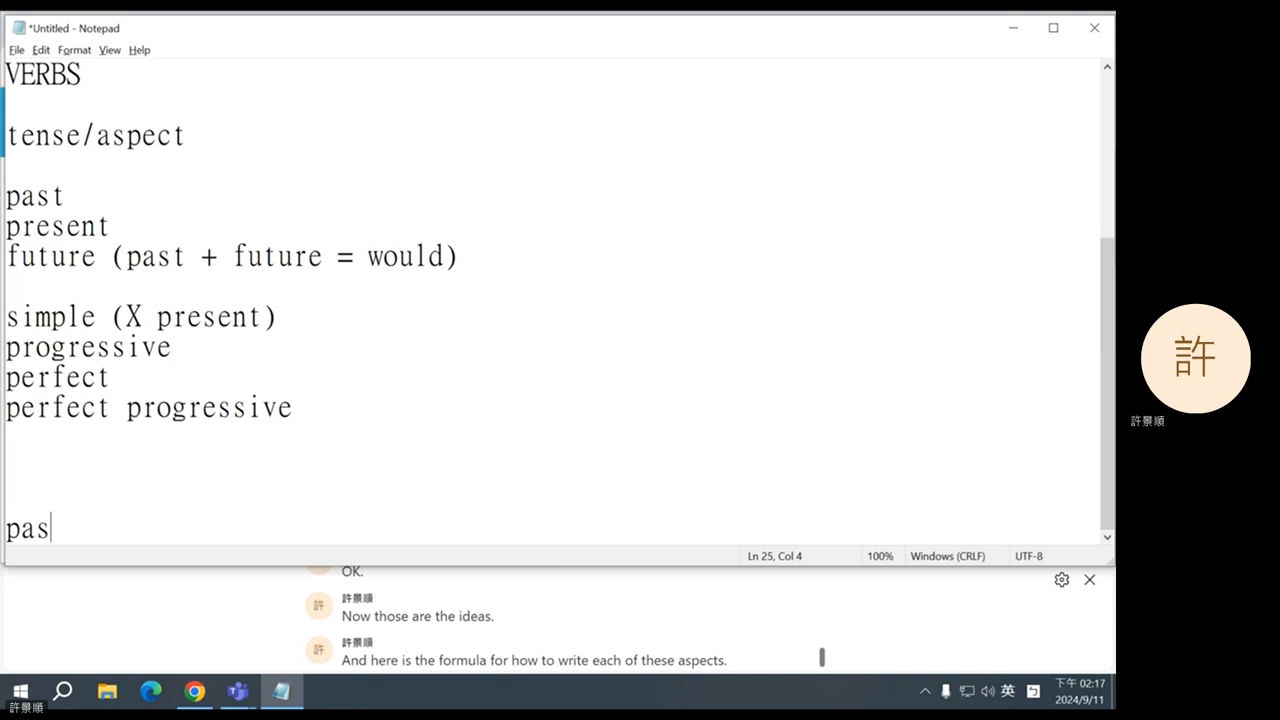 *Untitled - Notepad
File Edit Format View Help
VERBS
tense/aspect
past
present
future (past + future = would)
simple (X present)
progressive
perfect
perfect progressive
pas
Ln 25, Col 4 100% Windows (CRLF) UTF-8
OK.
許景順
許 Now those are the ideas.
許景順
許 And here is the formula for how to write each of these aspects.
許
許景順
英 ㄅ 下午 02:17
2024/9/11
許景順